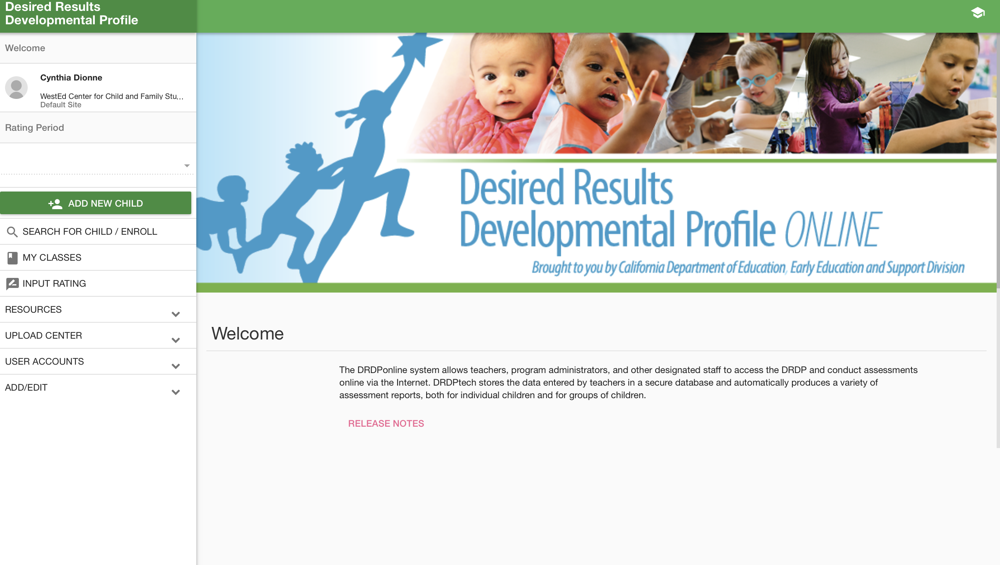 Desired Results
Developmental Profile
Welcome
Cynthia Dionne
WestEd Center for Child and Family Stu...
Default Site
Rating Period
ADD NEW CHILD
SEARCH FOR CHILD / ENROLL
MY CLASSES
INPUT RATING
RESOURCES
UPLOAD CENTER
USER ACCOUNTS
ADD/EDIT
Desired Results
Developmental Profile ONLINE
Brought to you by California Department of Education, Early Education and Support Division
Welcome
The DRDPonline system allows teachers, program administrators, and other designated staff to access the DRDP and conduct assessments
online via the Internet. DRDPtech stores the data entered by teachers in a secure database and automatically produces a variety of
assessment reports, both for individual children and for groups of children.
RELEASE NOTES